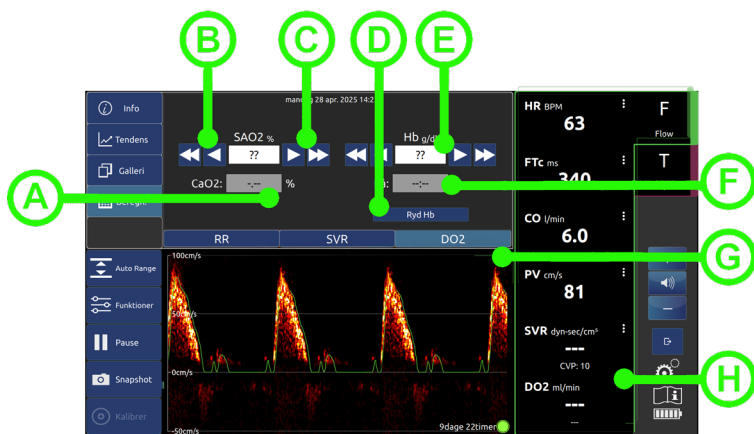 B
C
D
E
A
F
G
H
mandag 28 apr. 2025 14:2
Info
Tendens
Galleri
SAO2 %
??
Hb g/dl
??
CaO2:
-.--
%
--:--
Ryd Hb
RR
SVR
DO2
Auto Range
Funktioner
Pause
Snapshot
Kalibrer
100cm/s
50cm/s
0cm/s
-50cm/s
9dage 22timer
HR BPM
63
FTc ms
340
CO l/min
6.0
PV cm/s
81
SVR dyn-sec/cm⁵
---
CVP: 10
DO2 ml/min
---
---
F
Flow
T